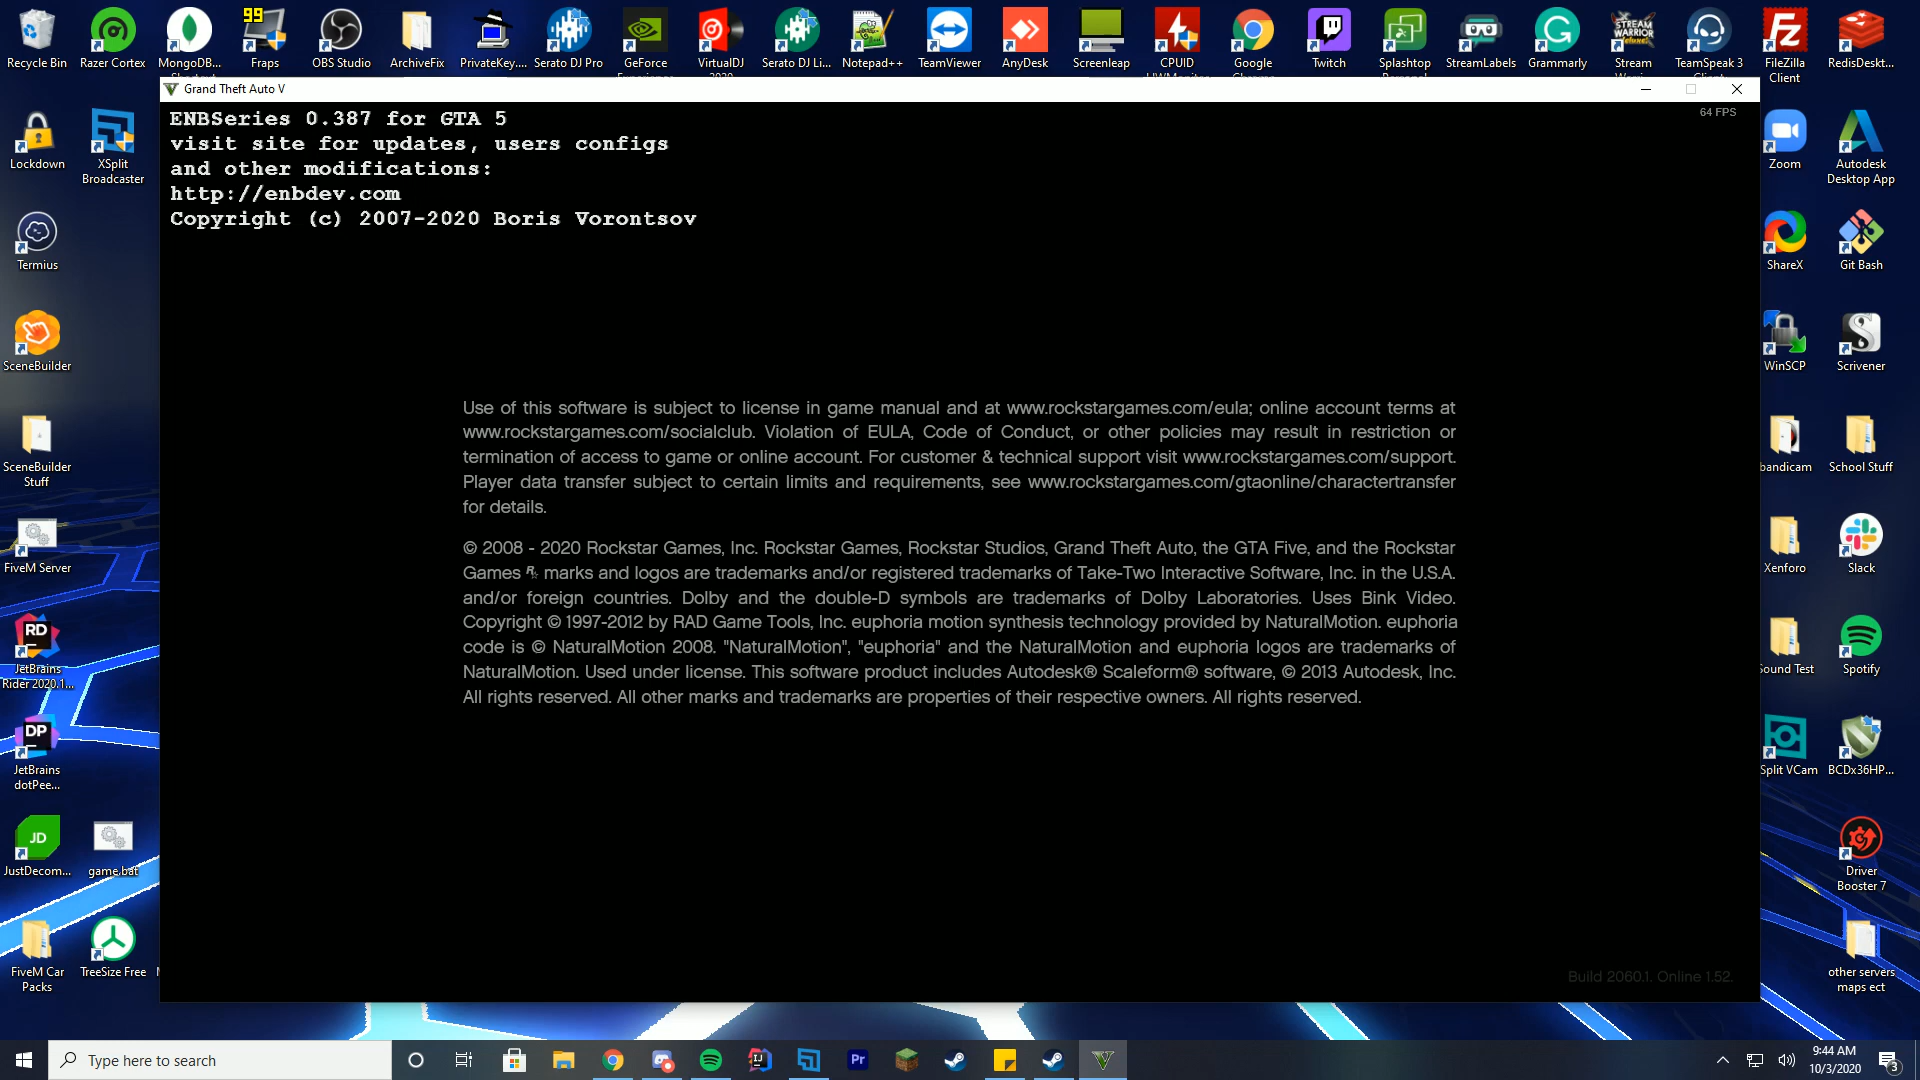 Recycle Bin
Razer Cortex
MongoDB...
Fraps
OBS Studio
ArchiveFix
PrivateKey....
Serato DJ Pro
GeForce
VirtualDJ
Serato DJ Li...
Notepad++
TeamViewer
AnyDesk
Screenleap
CPUID
Google
Twitch
Splashtop
StreamLabels
Grammarly
Stream
TeamSpeak 3
FileZilla
Client
RedisDeskt...
99
Grand Theft Auto V
64 FPS
ENBSeries 0.387 for GTA 5
visit site for updates, users configs
and other modifications:
http://enbdev.com
Copyright (c) 2007-2020 Boris Vorontsov
Lockdown
XSplit
Broadcaster
Termius
SceneBuilder
SceneBuilder
Stuff
FiveM Server
JetBrains
Rider 2020.1...
JetBrains
dotPee...
JustDecom...
game.bat
FiveM Car
Packs
TreeSize Free
Use of this software is subject to license in game manual and at www.rockstargames.com/eula; online account terms at
www.rockstargames.com/socialclub. Violation of EULA, Code of Conduct, or other policies may result in restriction or
termination of access to game or online account. For customer & technical support visit www.rockstargames.com/support.
Player data transfer subject to certain limits and requirements, see www.rockstargames.com/gtaonline/charactertransfer
for details.
© 2008 - 2020 Rockstar Games, Inc. Rockstar Games, Rockstar Studios, Grand Theft Auto, the GTA Five, and the Rockstar
Games R* marks and logos are trademarks and/or registered trademarks of Take-Two Interactive Software, Inc. in the U.S.A.
and/or foreign countries. Dolby and the double-D symbols are trademarks of Dolby Laboratories. Uses Bink Video.
Copyright © 1997-2012 by RAD Game Tools, Inc. euphoria motion synthesis technology provided by NaturalMotion. euphoria
code is © NaturalMotion 2008. "NaturalMotion", "euphoria" and the NaturalMotion and euphoria logos are trademarks of
NaturalMotion. Used under license. This software product includes Autodesk® Scaleform® software, © 2013 Autodesk, Inc.
All rights reserved. All other marks and trademarks are properties of their respective owners. All rights reserved.
Build 2060.1. Online 1.52.
Zoom
Autodesk
Desktop App
ShareX
Git Bash
WinSCP
Scrivener
bandicam
School Stuff
Xenforo
Slack
Sound Test
Spotify
Split VCam
BCDx36HP...
Driver
Booster 7
other servers
maps ect
Type here to search
9:44 AM
10/3/2020
3